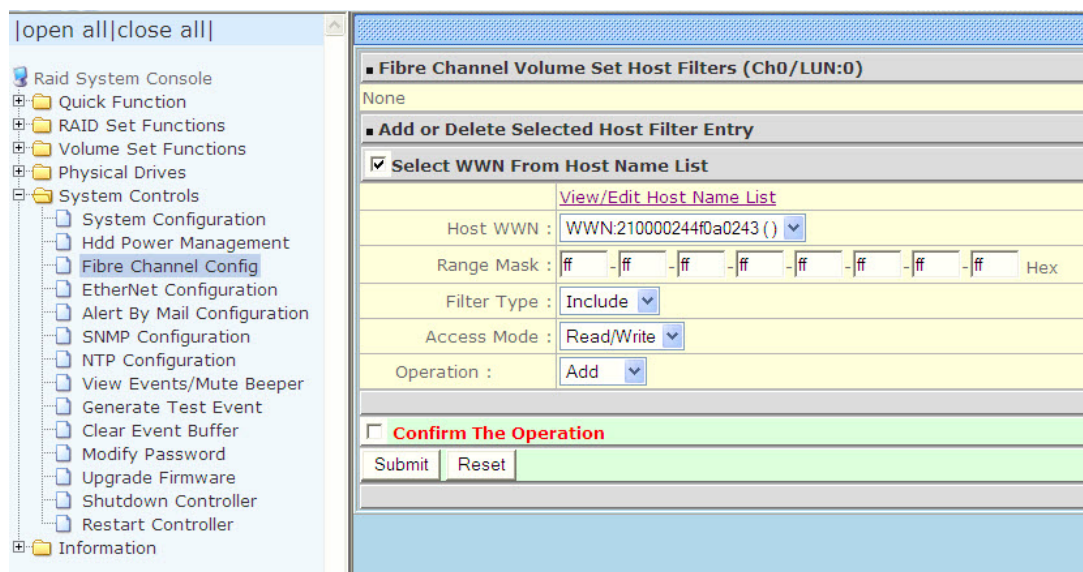 |open all|close all|
Raid System Console
Quick Function
RAID Set Functions
Volume Set Functions
Physical Drives
System Controls
System Configuration
Hdd Power Management
Fibre Channel Config
EtherNet Configuration
Alert By Mail Configuration
SNMP Configuration
NTP Configuration
View Events/Mute Beeper
Generate Test Event
Clear Event Buffer
Modify Password
Upgrade Firmware
Shutdown Controller
Restart Controller
Information
Fibre Channel Volume Set Host Filters (Ch0/LUN:0)
None
Add or Delete Selected Host Filter Entry
Select WWN From Host Name List
View/Edit Host Name List
Host WWN : WWN:210000244f0a0243 ( )
Range Mask : ff -ff -ff -ff -ff -ff -ff -ff Hex
Filter Type : Include
Access Mode : Read/Write
Operation : Add
Confirm The Operation
Submit Reset